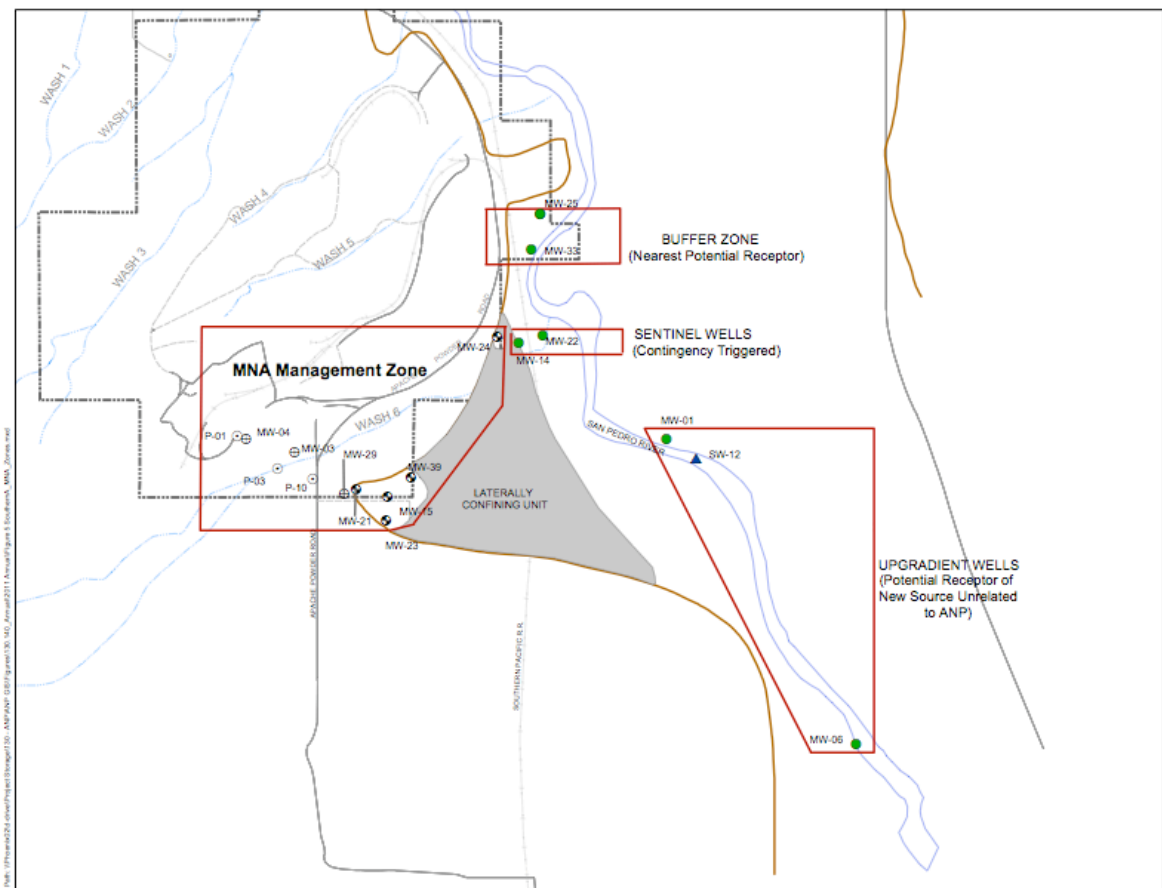 WASH 1
WASH 2
WASH 3
WASH 4
WASH 5
MW-25
MW-33
BUFFER ZONE
(Nearest Potential Receptor)
APACHE POWDER ROAD
MW-24
MW-22
MW-14
SENTINEL WELLS
(Contingency Triggered)
MNA Management Zone
WASH 6
P-01
MW-04
MW-03
MW-29
P-03
P-10
MW-39
MW-21
MW-15
MW-23
LATERALLY
CONFINING UNIT
SAN PEDRO RIVER
MW-01
SW-12
UPGRADIENT WELLS
(Potential Receptor of
New Source Unrelated
to ANP)
APACHE POWDER ROAD
SOUTHERN PACIFIC R.R.
MW-06